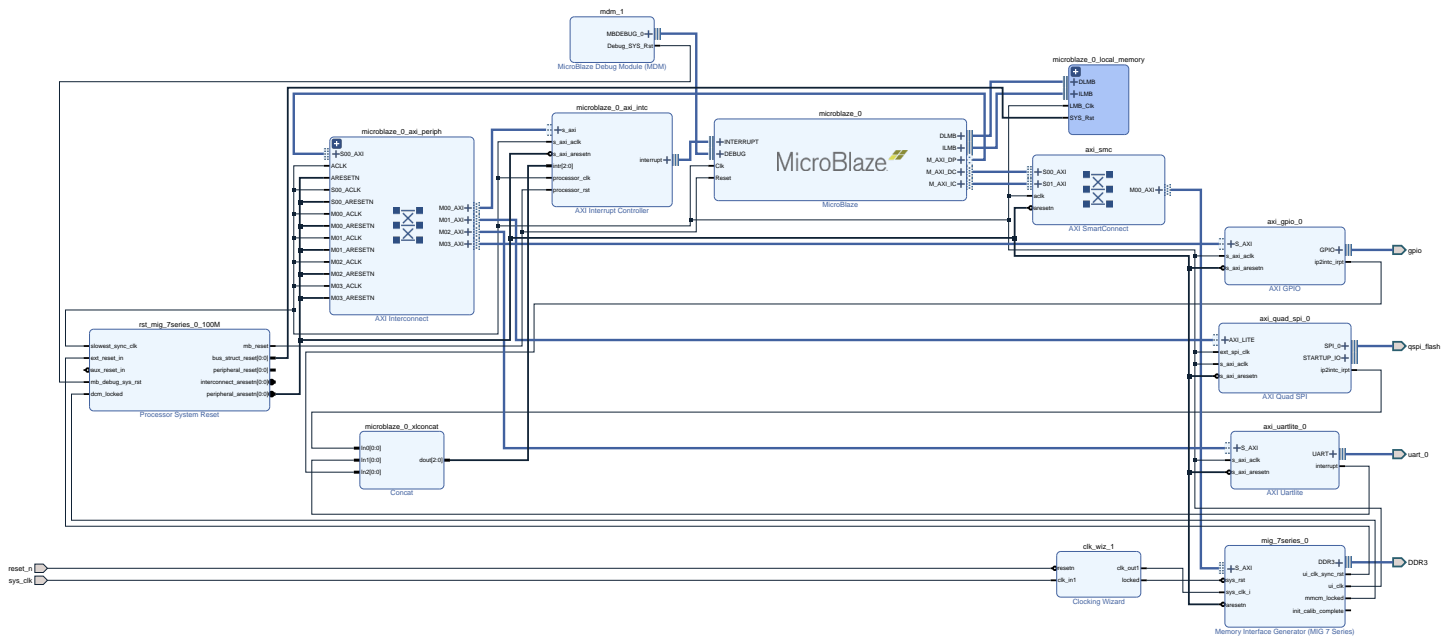 mdm_1
MBDEBUG_0
Debug_SYS_Rst
MicroBlaze Debug Module (MDM)
microblaze_0_local_memory
DLMB
ILMB
LMB_Clk
SYS_Rst
microblaze_0_axi_intc
s_axi
s_axi_aclk
s_axi_aresetn
intr[2:0]
processor_clk
processor_rst
interrupt
AXI Interrupt Controller
microblaze_0
INTERRUPT
DEBUG
Clk
Reset
MicroBlaze
DLMB
ILMB
M_AXI_DP
M_AXI_DC
M_AXI_IC
MicroBlaze
microblaze_0_axi_periph
S00_AXI
ACLK
ARESETN
S00_ACLK
S00_ARESETN
M00_ACLK
M00_ARESETN
M01_ACLK
M01_ARESETN
M02_ACLK
M02_ARESETN
M03_ACLK
M03_ARESETN
M00_AXI
M01_AXI
M02_AXI
M03_AXI
AXI Interconnect
axi_smc
S00_AXI
S01_AXI
aclk
aresetn
M00_AXI
AXI SmartConnect
axi_gpio_0
S_AXI
s_axi_aclk
s_axi_aresetn
GPIO
ip2intc_irpt
AXI GPIO
gpio
rst_mig_7series_0_100M
slowest_sync_clk
ext_reset_in
aux_reset_in
mb_debug_sys_rst
dcm_locked
mb_reset
bus_struct_reset[0:0]
peripheral_reset[0:0]
interconnect_aresetn[0:0]
peripheral_aresetn[0:0]
Processor System Reset
axi_quad_spi_0
AXI_LITE
ext_spi_clk
s_axi_aclk
s_axi_aresetn
SPI_0
STARTUP_IO
ip2intc_irpt
AXI Quad SPI
qspi_flash
microblaze_0_xlconcat
In0[0:0]
In1[0:0]
In2[0:0]
dout[2:0]
Concat
axi_uartlite_0
S_AXI
s_axi_aclk
s_axi_aresetn
UART
interrupt
AXI Uartlite
uart_0
reset_n
sys_clk
clk_wiz_1
resetn
clk_in1
clk_out1
locked
Clocking Wizard
mig_7series_0
S_AXI
sys_rst
sys_clk_i
aresetn
DDR3
ui_clk_sync_rst
ui_clk
mmcm_locked
init_calib_complete
Memory Interface Generator (MIG 7 Series)
DDR3